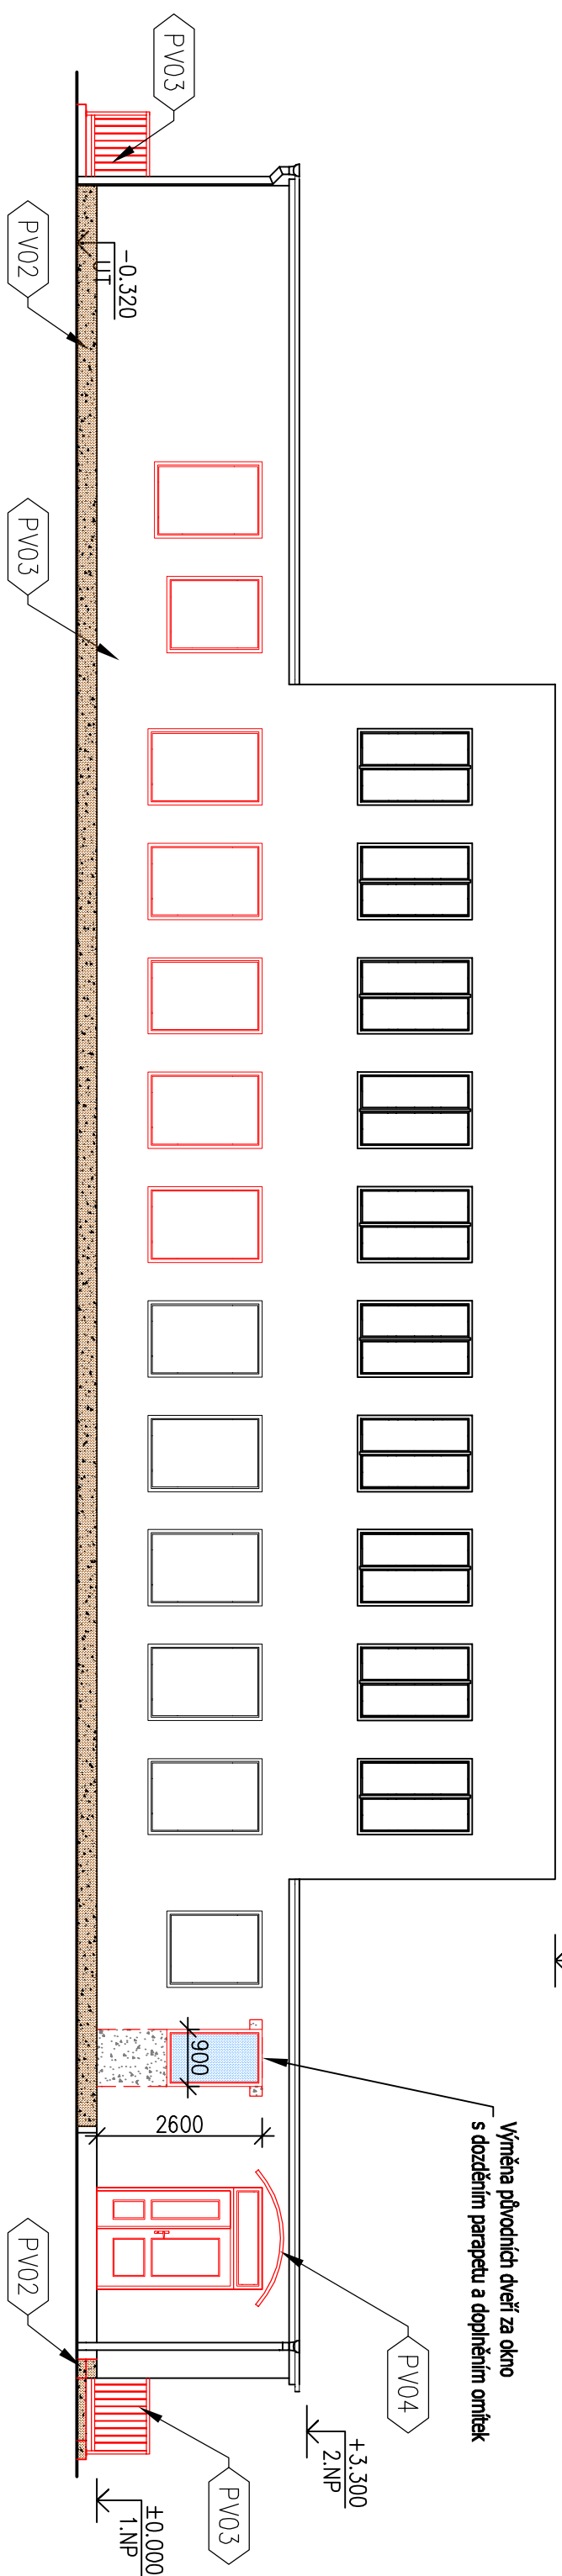 PV03
-0.320
UT
PV02
PV03
Výměna původních dveří za okno
s dozděním parapetu a doplněním omítek
900
2600
PV04
+3.300
2.NP
PV02
PV03
±0.000
1.NP